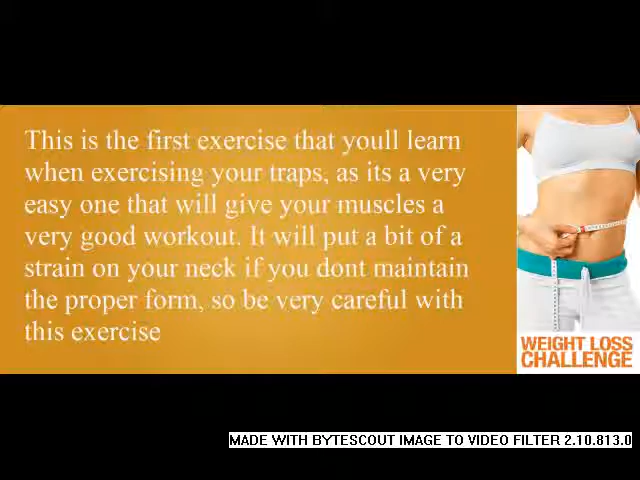 This is the first exercise that youll learn
when exercising your traps, as its a very
easy one that will give your muscles a
very good workout. It will put a bit of a
strain on your neck if you dont maintain
the proper form, so be very careful with
this exercise
WEIGHT LOSS
CHALLENGE
MADE WITH BYTESCOUT IMAGE TO VIDEO FILTER 2.10.813.0